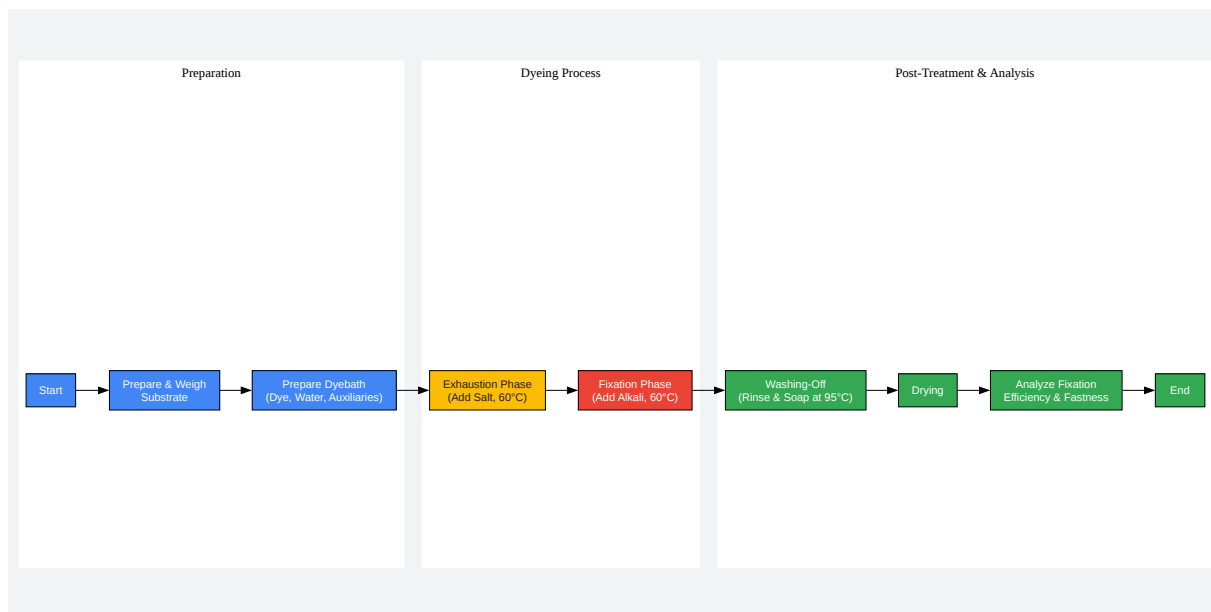 Preparation
Dyeing Process
Post-Treatment & Analysis
Start
Prepare & Weigh
Substrate
Prepare Dyebath
(Dye, Water, Auxiliaries)
Exhaustion Phase
(Add Salt, 60°C)
Fixation Phase
(Add Alkali, 60°C)
Washing-Off
(Rinse & Soap at 95°C)
Drying
Analyze Fixation
Efficiency & Fastness
End